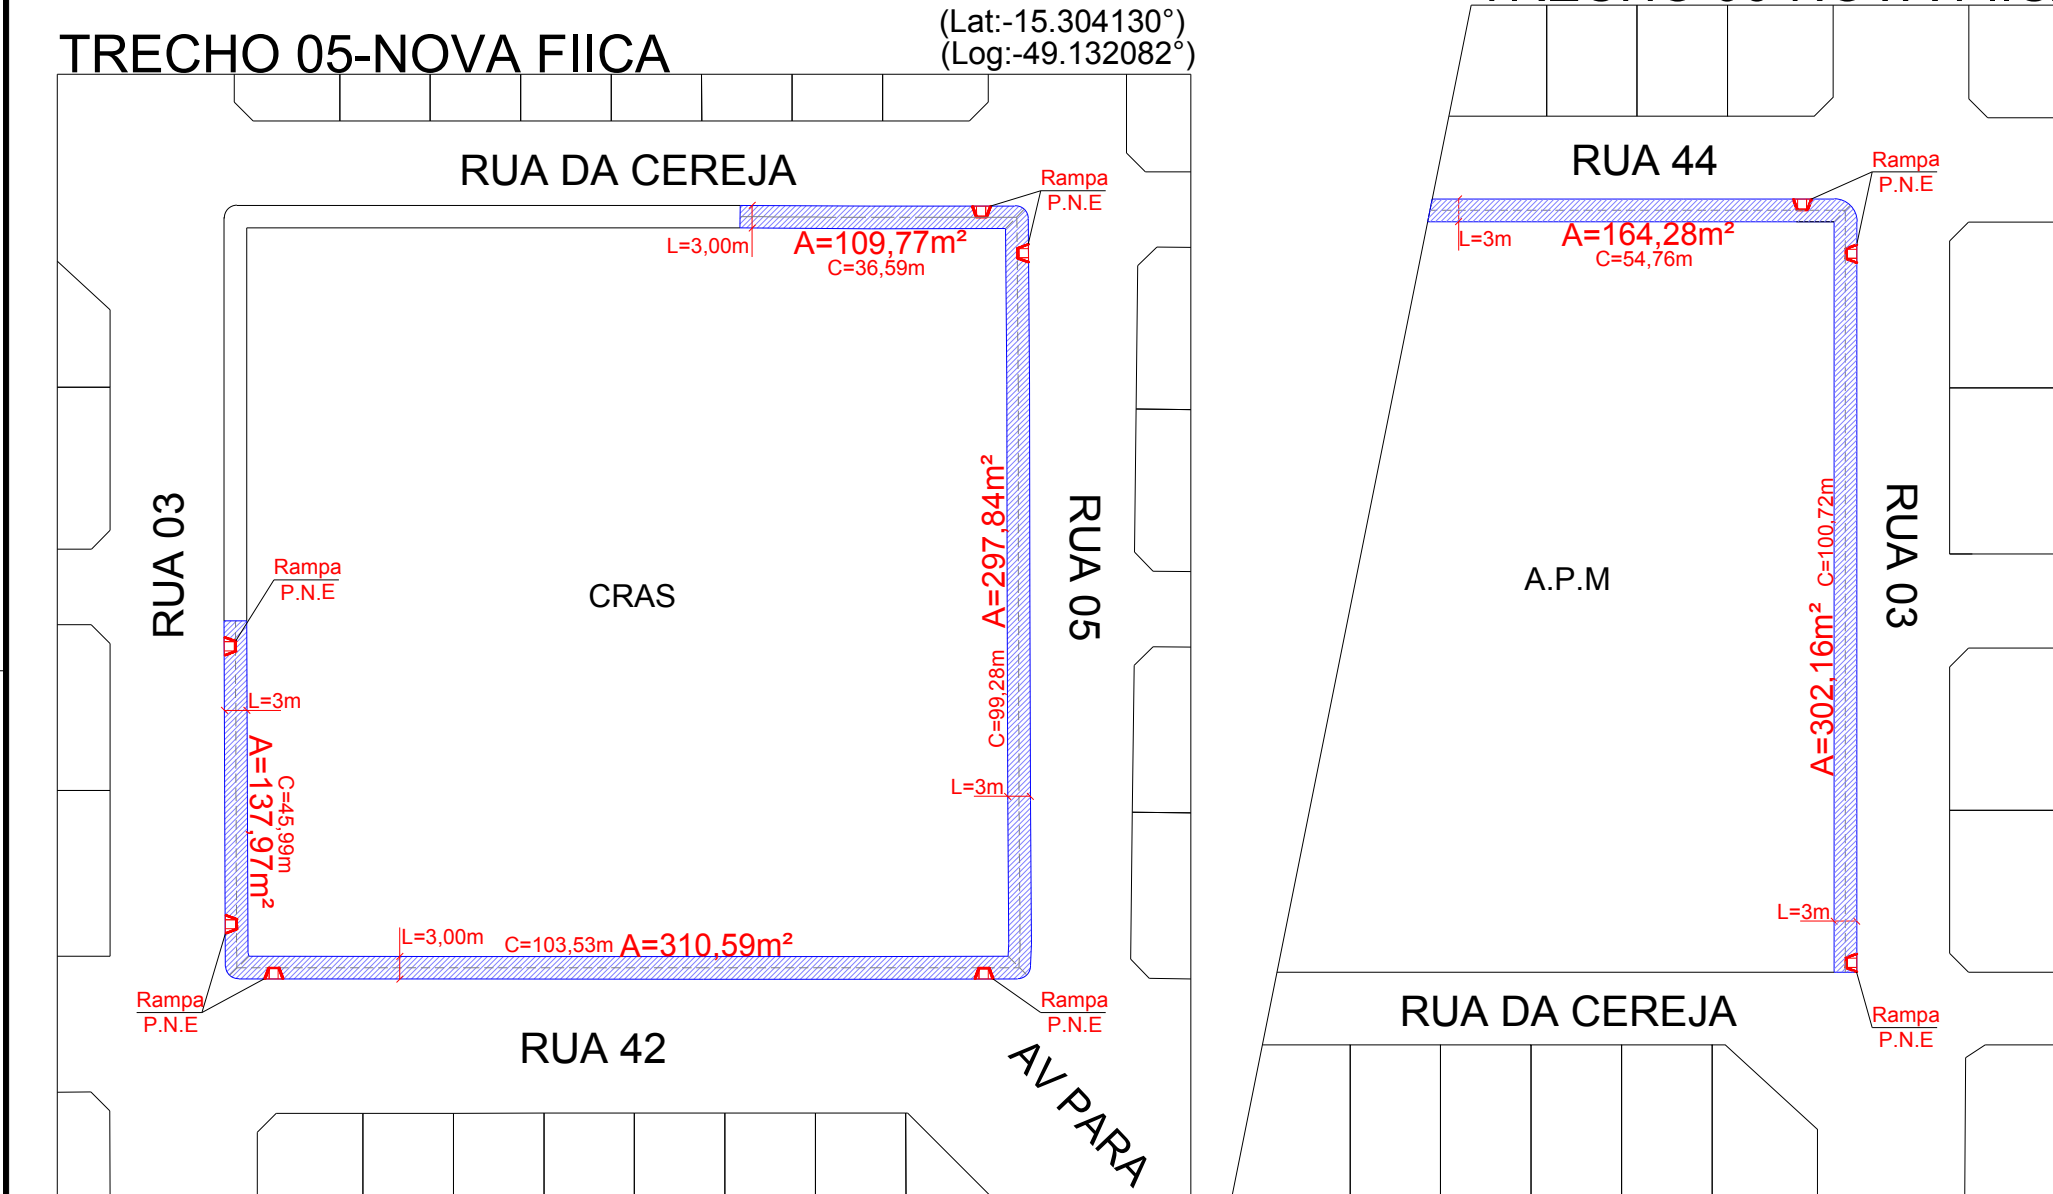 (Lat:-15.304130°)
(Log:-49.132082°)
TRECHO 05-NOVA FIICA
RUA DA CEREJA
Rampa
P.N.E
L=3,00m
A=109,77m²
C=36,59m
RUA 03
Rampa
P.N.E
CRAS
A=297,84m²
C=99,28m
RUA 05
L=3m
A=137,97m²
C=45,99m
L=3m
L=3,00m
C=103,53m
A=310,59m²
Rampa
P.N.E
Rampa
P.N.E
RUA 42
AV PARA
RUA 44
Rampa
P.N.E
L=3m
A=164,28m²
C=54,76m
A.P.M
C=100,72m
A=302,16m²
RUA 03
L=3m
RUA DA CEREJA
Rampa
P.N.E